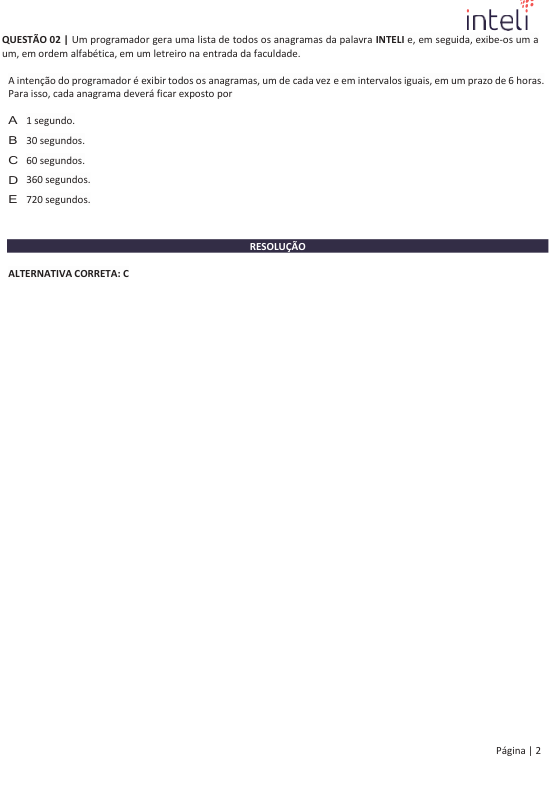 inteli
QUESTÃO 02 | Um programador gera uma lista de todos os anagramas da palavra INTELI e, em seguida, exibe-os um a
um, em ordem alfabética, em um letreiro na entrada da faculdade.
A intenção do programador é exibir todos os anagramas, um de cada vez e em intervalos iguais, em um prazo de 6 horas.
Para isso, cada anagrama deverá ficar exposto por
A 1 segundo.
B 30 segundos.
C 60 segundos.
D 360 segundos.
E 720 segundos.
RESOLUÇÃO
ALTERNATIVA CORRETA: C
Página | 2